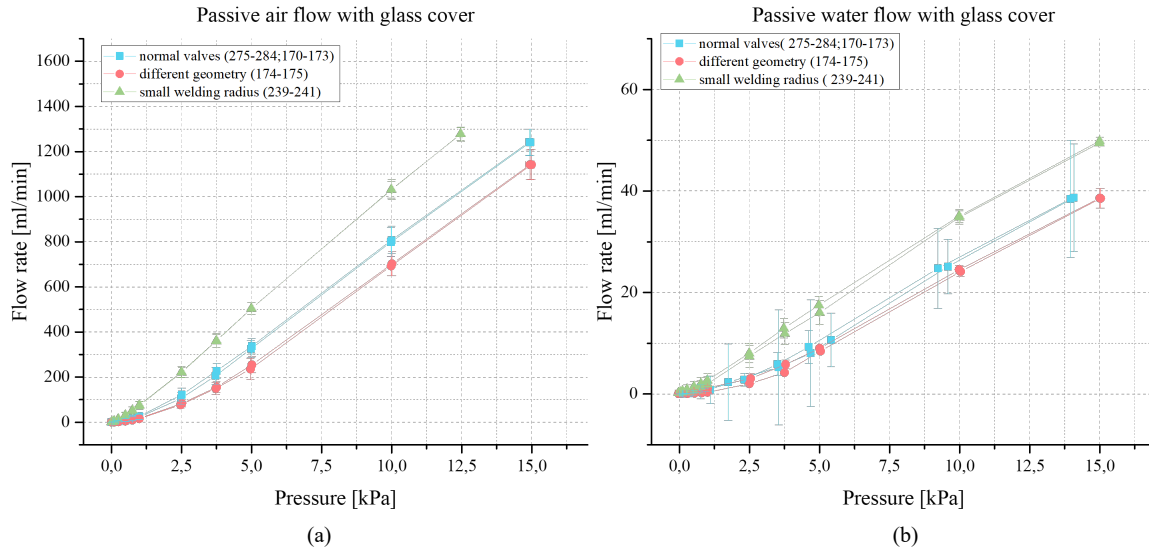 Passive air flow with glass cover
normal valves (275-284;170-173)
different geometry (174-175)
small welding radius (239-241)
1600
1400
1200
1000
800
600
400
200
0
Flow rate [ml/min]
0,0 2,5 5,0 7,5 10,0 12,5 15,0
Pressure [kPa]
(a)
Passive water flow with glass cover
normal valves( 275-284;170-173)
different geometry (174-175)
small welding radius ( 239-241)
60
40
20
0
Flow rate [ml/min]
0,0 2,5 5,0 7,5 10,0 12,5 15,0
Pressure [kPa]
(b)